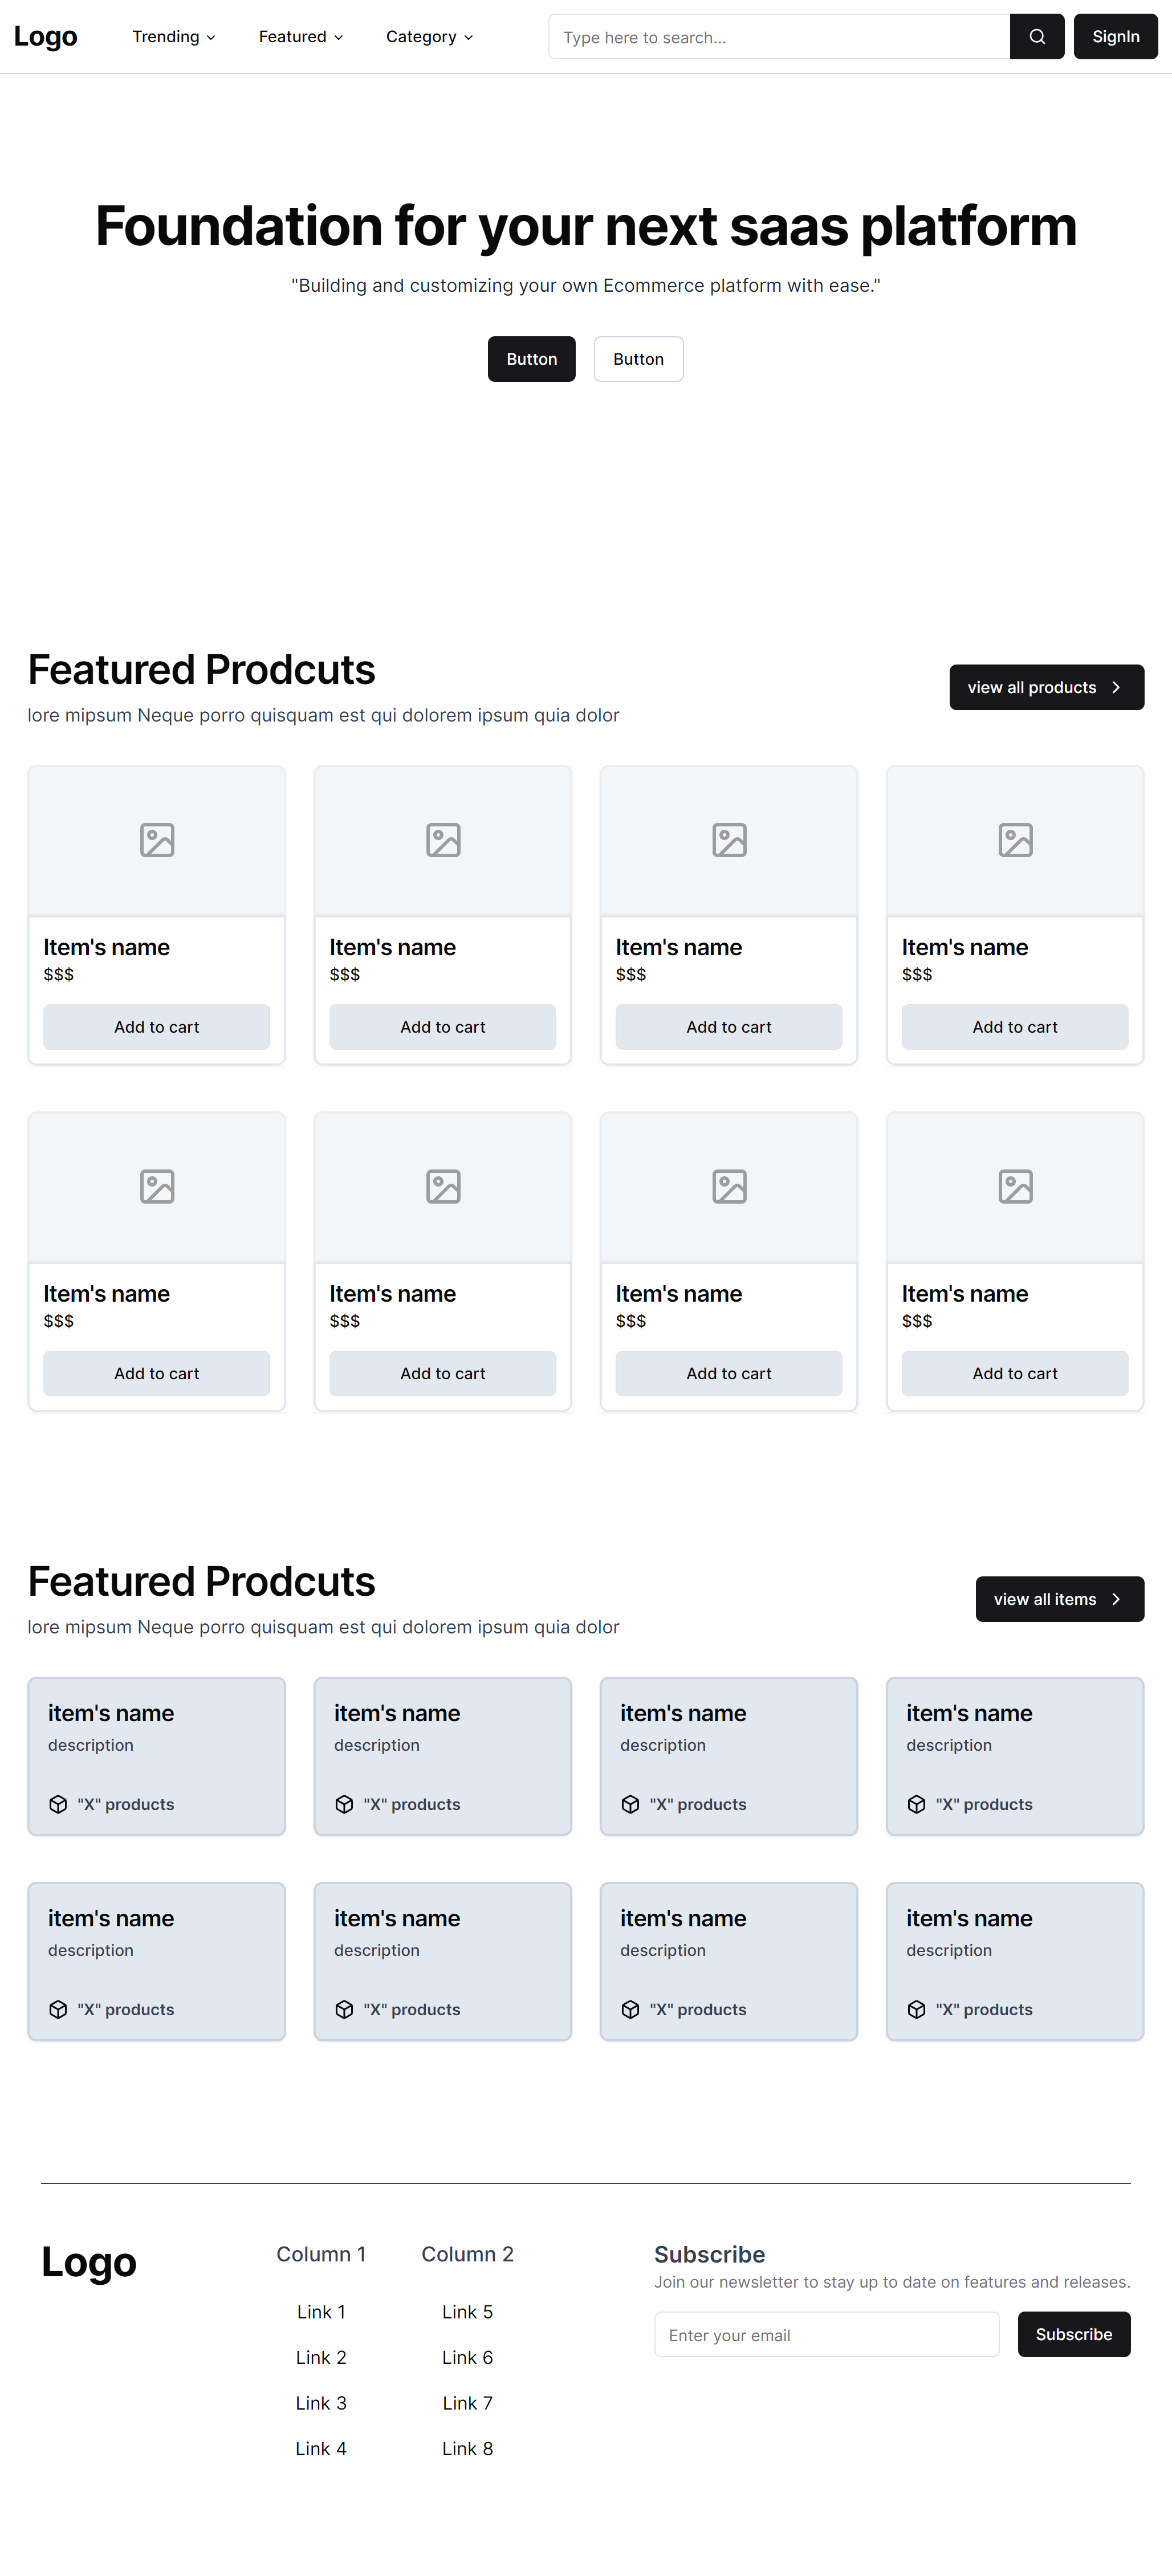 Logo Trending Featured Category Type here to search... SignIn
Foundation for your next saas platform
"Building and customizing your own Ecommerce platform with ease."
Button Button
Featured Prodcuts
lore mipsum Neque porro quisquam est qui dolorem ipsum quia dolor
view all products
Item's name Item's name Item's name Item's name
$$$ $$$ $$$ $$$
Add to cart Add to cart Add to cart Add to cart
Item's name Item's name Item's name Item's name
$$$ $$$ $$$ $$$
Add to cart Add to cart Add to cart Add to cart
Featured Prodcuts
lore mipsum Neque porro quisquam est qui dolorem ipsum quia dolor
view all items
item's name item's name item's name item's name
description description description description
"X" products "X" products "X" products "X" products
item's name item's name item's name item's name
description description description description
"X" products "X" products "X" products "X" products
Logo
Column 1
Link 1
Link 2
Link 3
Link 4
Column 2
Link 5
Link 6
Link 7
Link 8
Subscribe
Join our newsletter to stay up to date on features and releases.
Enter your email Subscribe